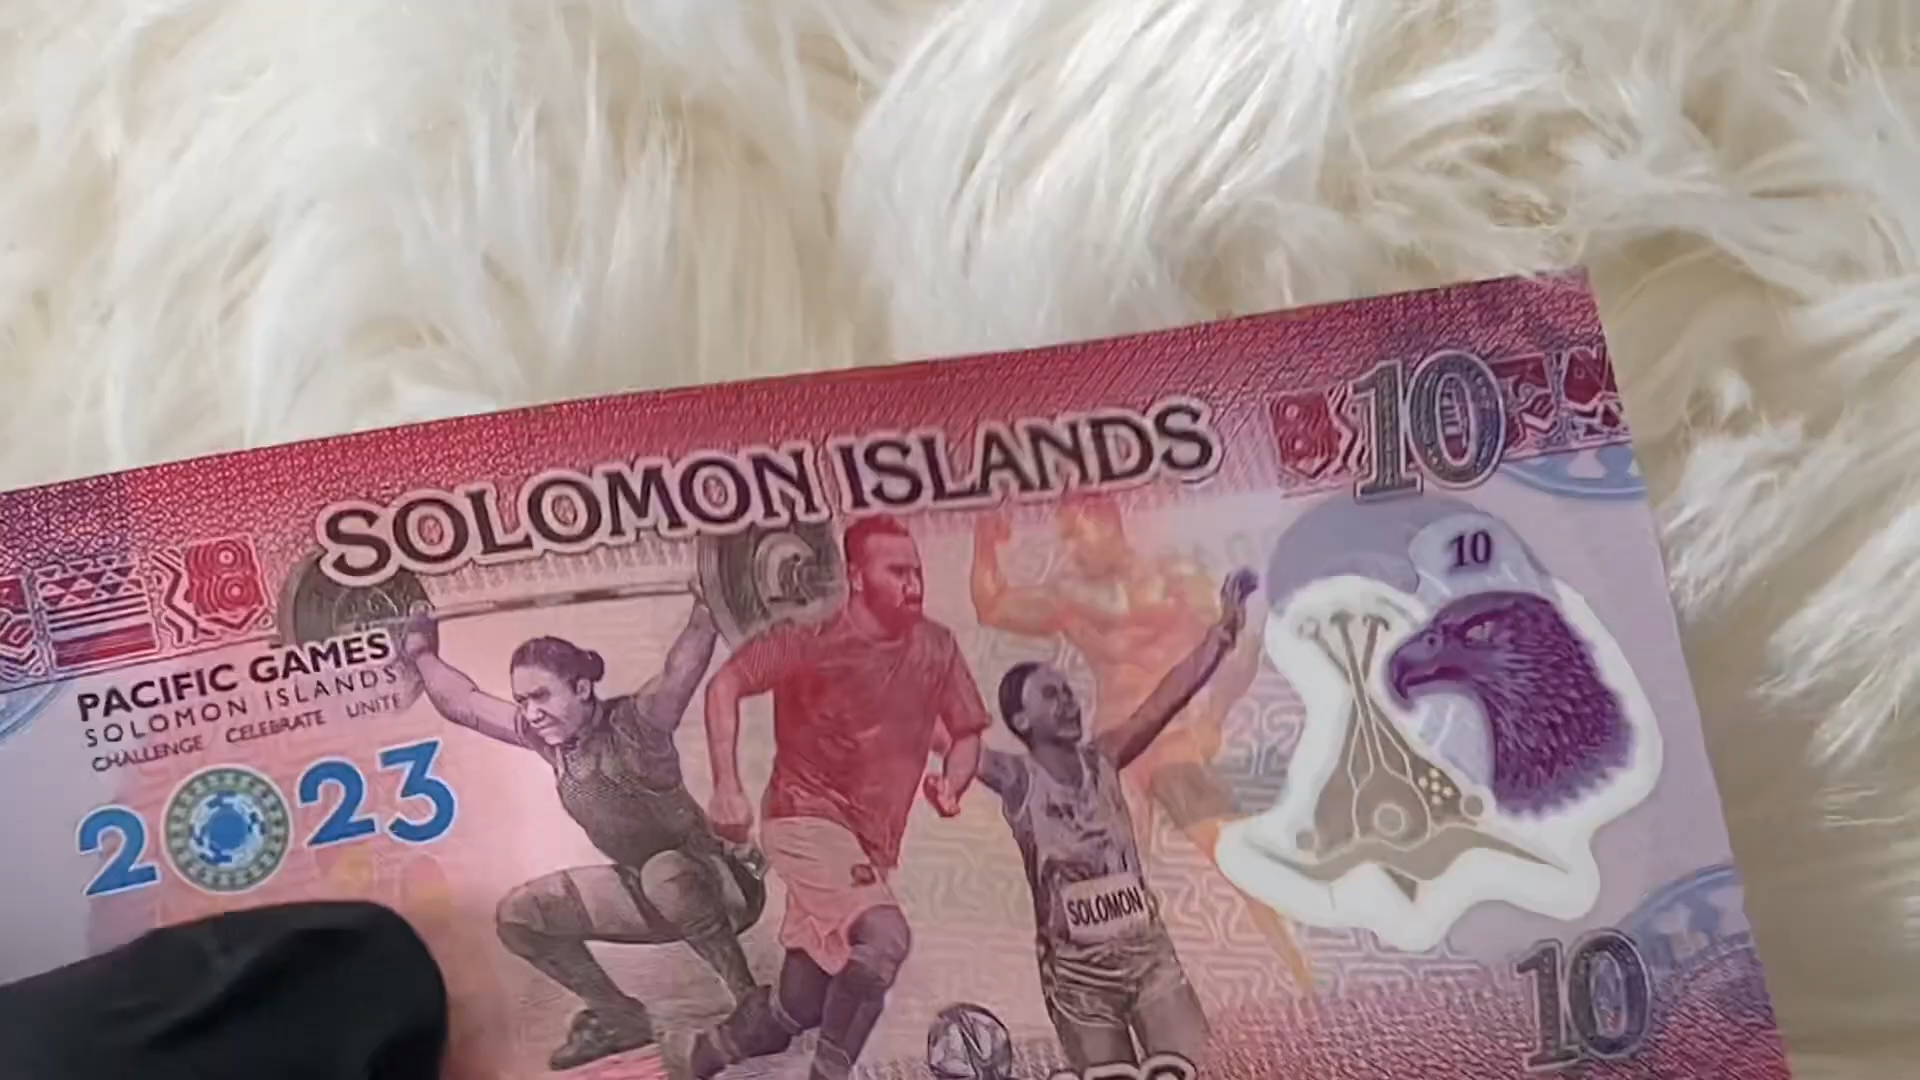 SOLOMON ISLANDS
10
10
PACIFIC GAMES
SOLOMON ISLANDS
CHALLENGE CELEBRATE UNITE
2023
SOLOMON
10